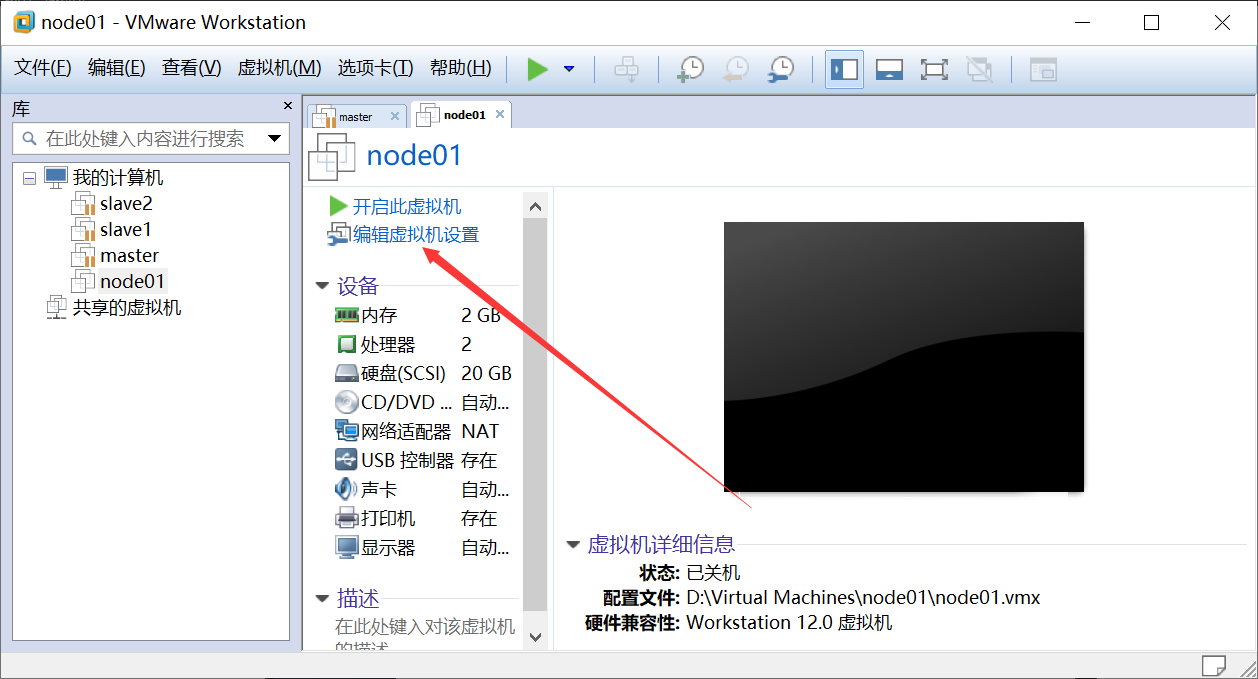 node01 - VMware Workstation
文件(F) 编辑(E) 查看(V) 虚拟机(M) 选项卡(T) 帮助(H)
库
在此处键入内容进行搜索
我的计算机
slave2
slave1
master
node01
共享的虚拟机
master
node01
node01
开启此虚拟机
编辑虚拟机设置
设备
内存 2 GB
处理器 2
硬盘(SCSI) 20 GB
CD/DVD ... 自动...
网络适配器 NAT
USB 控制器 存在
声卡 自动...
打印机 存在
显示器 自动...
描述
在此处键入对该虚拟机
的描述
虚拟机详细信息
状态: 已关机
配置文件: D:\Virtual Machines\node01\node01.vmx
硬件兼容性: Workstation 12.0 虚拟机